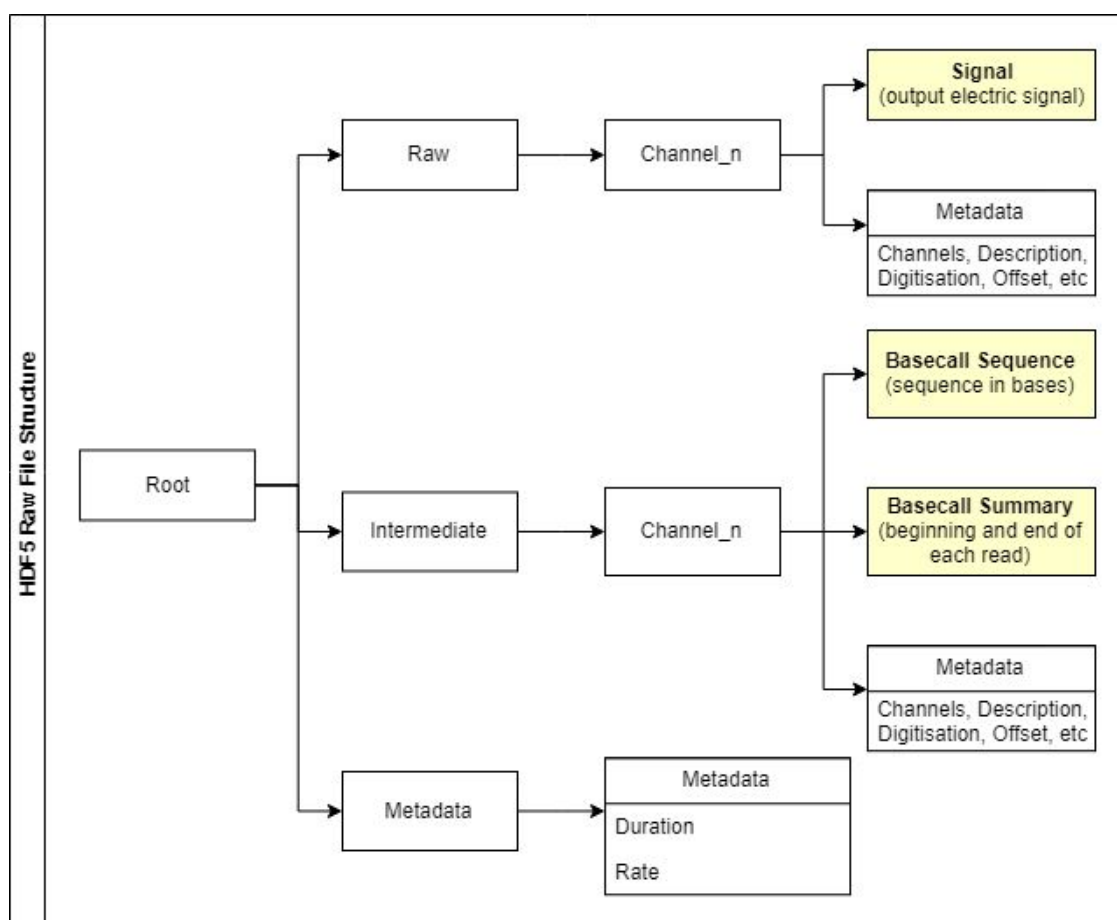 HDF5 Raw File Structure
Root
Raw
Channel_n
Signal
(output electric signal)
Metadata
Channels, Description,
Digitisation, Offset, etc
Intermediate
Channel_n
Basecall Sequence
(sequence in bases)
Basecall Summary
(beginning and end of
each read)
Metadata
Channels, Description,
Digitisation, Offset, etc
Metadata
Metadata
Duration
Rate